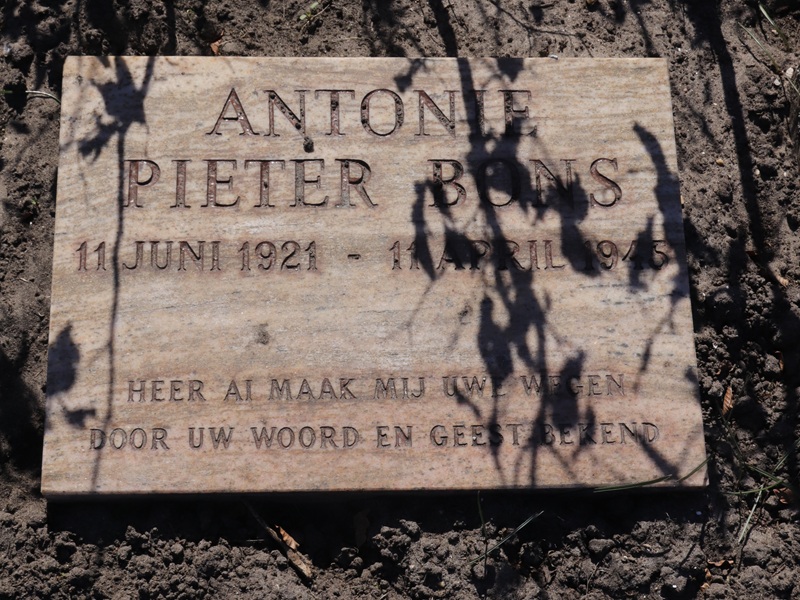 ANTONIE
PIETER BONS
11 JUNI 1921 - 11 APRIL 1945
HEER AI MAAK MIJ UWE WEGEN
DOOR UW WOORD EN GEEST BEKEND